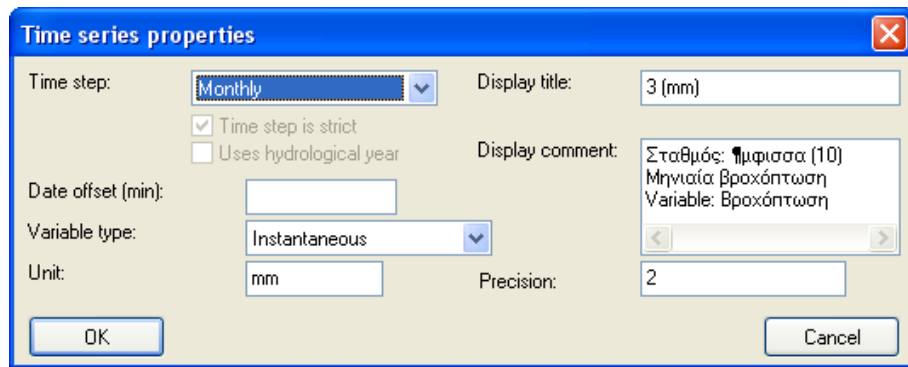 Time series properties
Time step:
Monthly
Time step is strict
Uses hydrological year
Date offset (min):
Variable type:
Instantaneous
Unit:
mm
Display title:
3 (mm)
Display comment:
Σταθμός: ¶μφισσα (10)
Μηνιαία βροχόπτωση
Variable: Βροχόπτωση
Precision:
2
OK
Cancel